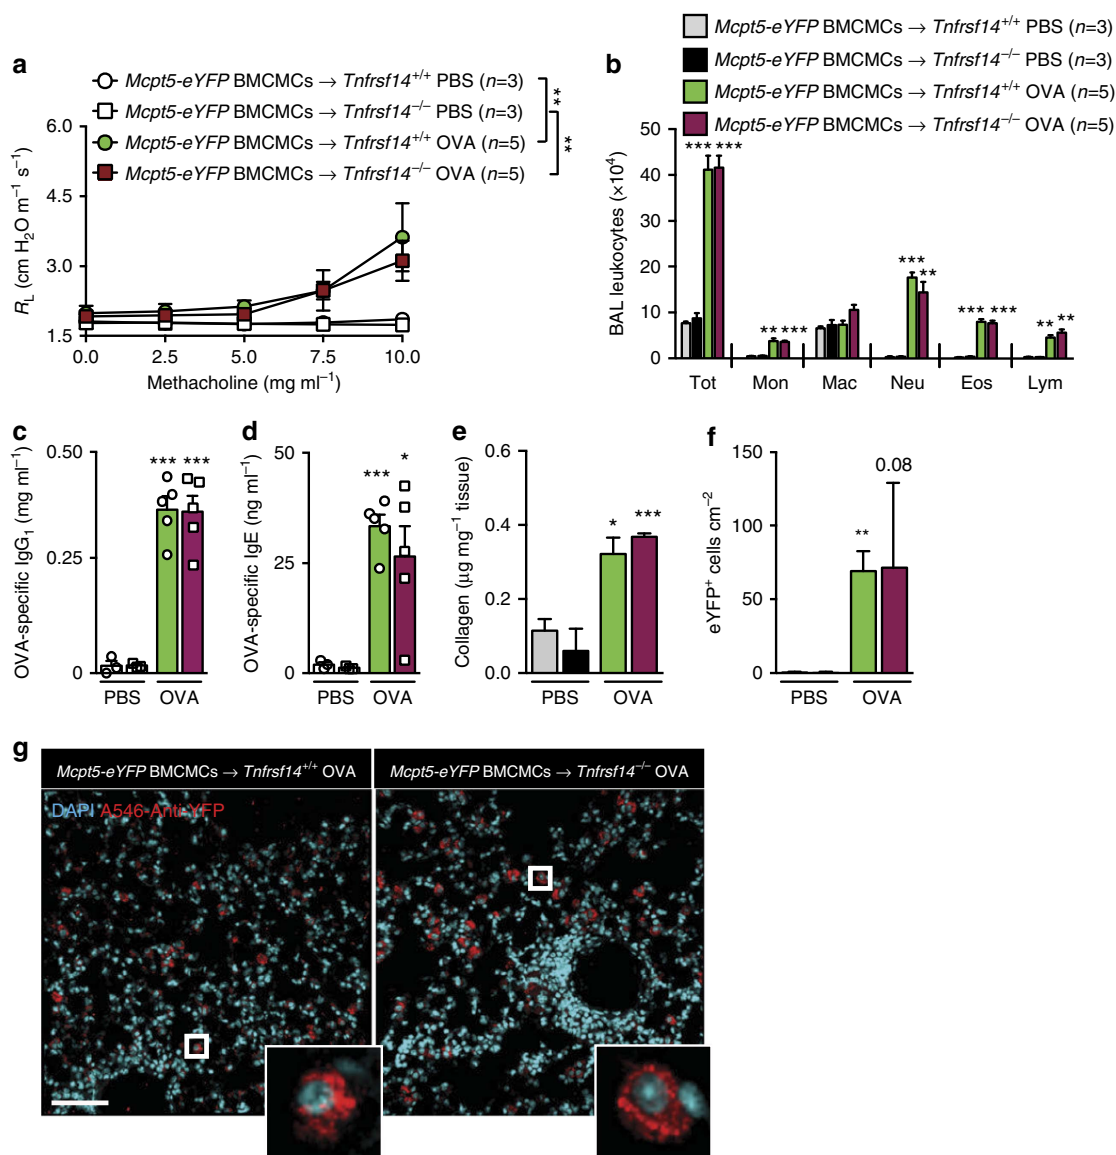 a
Mcpt5-eYFP BMCMCs → Tnfrsf14+/+ PBS (n=3)
Mcpt5-eYFP BMCMCs → Tnfrsf14−/− PBS (n=3)
Mcpt5-eYFP BMCMCs → Tnfrsf14+/+ OVA (n=5)
Mcpt5-eYFP BMCMCs → Tnfrsf14−/− OVA (n=5)
***
**
6.0
4.5
3.0
1.5
RL (cm H2O m−1 s−1)
0.0 2.5 5.0 7.5 10.0
Methacholine (mg ml−1)
b
Mcpt5-eYFP BMCMCs → Tnfrsf14+/+ PBS (n=3)
Mcpt5-eYFP BMCMCs → Tnfrsf14−/− PBS (n=3)
Mcpt5-eYFP BMCMCs → Tnfrsf14+/+ OVA (n=5)
Mcpt5-eYFP BMCMCs → Tnfrsf14−/− OVA (n=5)
BAL leukocytes (×104)
50
40
30
20
10
0
*** ***
** ***
*** **
*** ***
** **
Tot Mon Mac Neu Eos Lym
c
OVA-specific IgG1 (mg ml−1)
0.50
0.25
0
*** ***
PBS OVA
d
OVA-specific IgE (ng ml−1)
50
25
0
*** *
PBS OVA
e
Collagen (µg mg−1 tissue)
0.6
0.4
0.2
0
* ***
PBS OVA
f
eYFP+ cells cm−2
150
100
50
0
** 0.08
PBS OVA
g
Mcpt5-eYFP BMCMCs → Tnfrsf14+/+ OVA
Mcpt5-eYFP BMCMCs → Tnfrsf14−/− OVA
DAPI A546-Anti-YFP